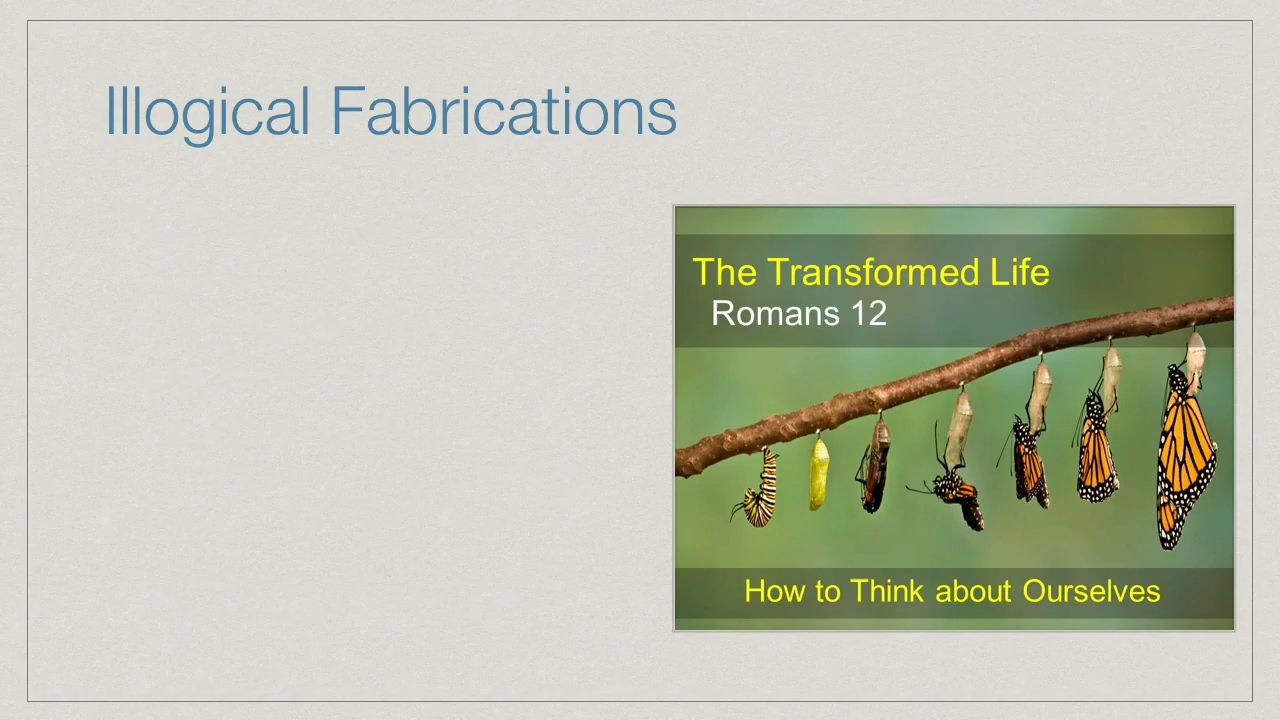 Illogical Fabrications
The Transformed Life
Romans 12
How to Think about Ourselves